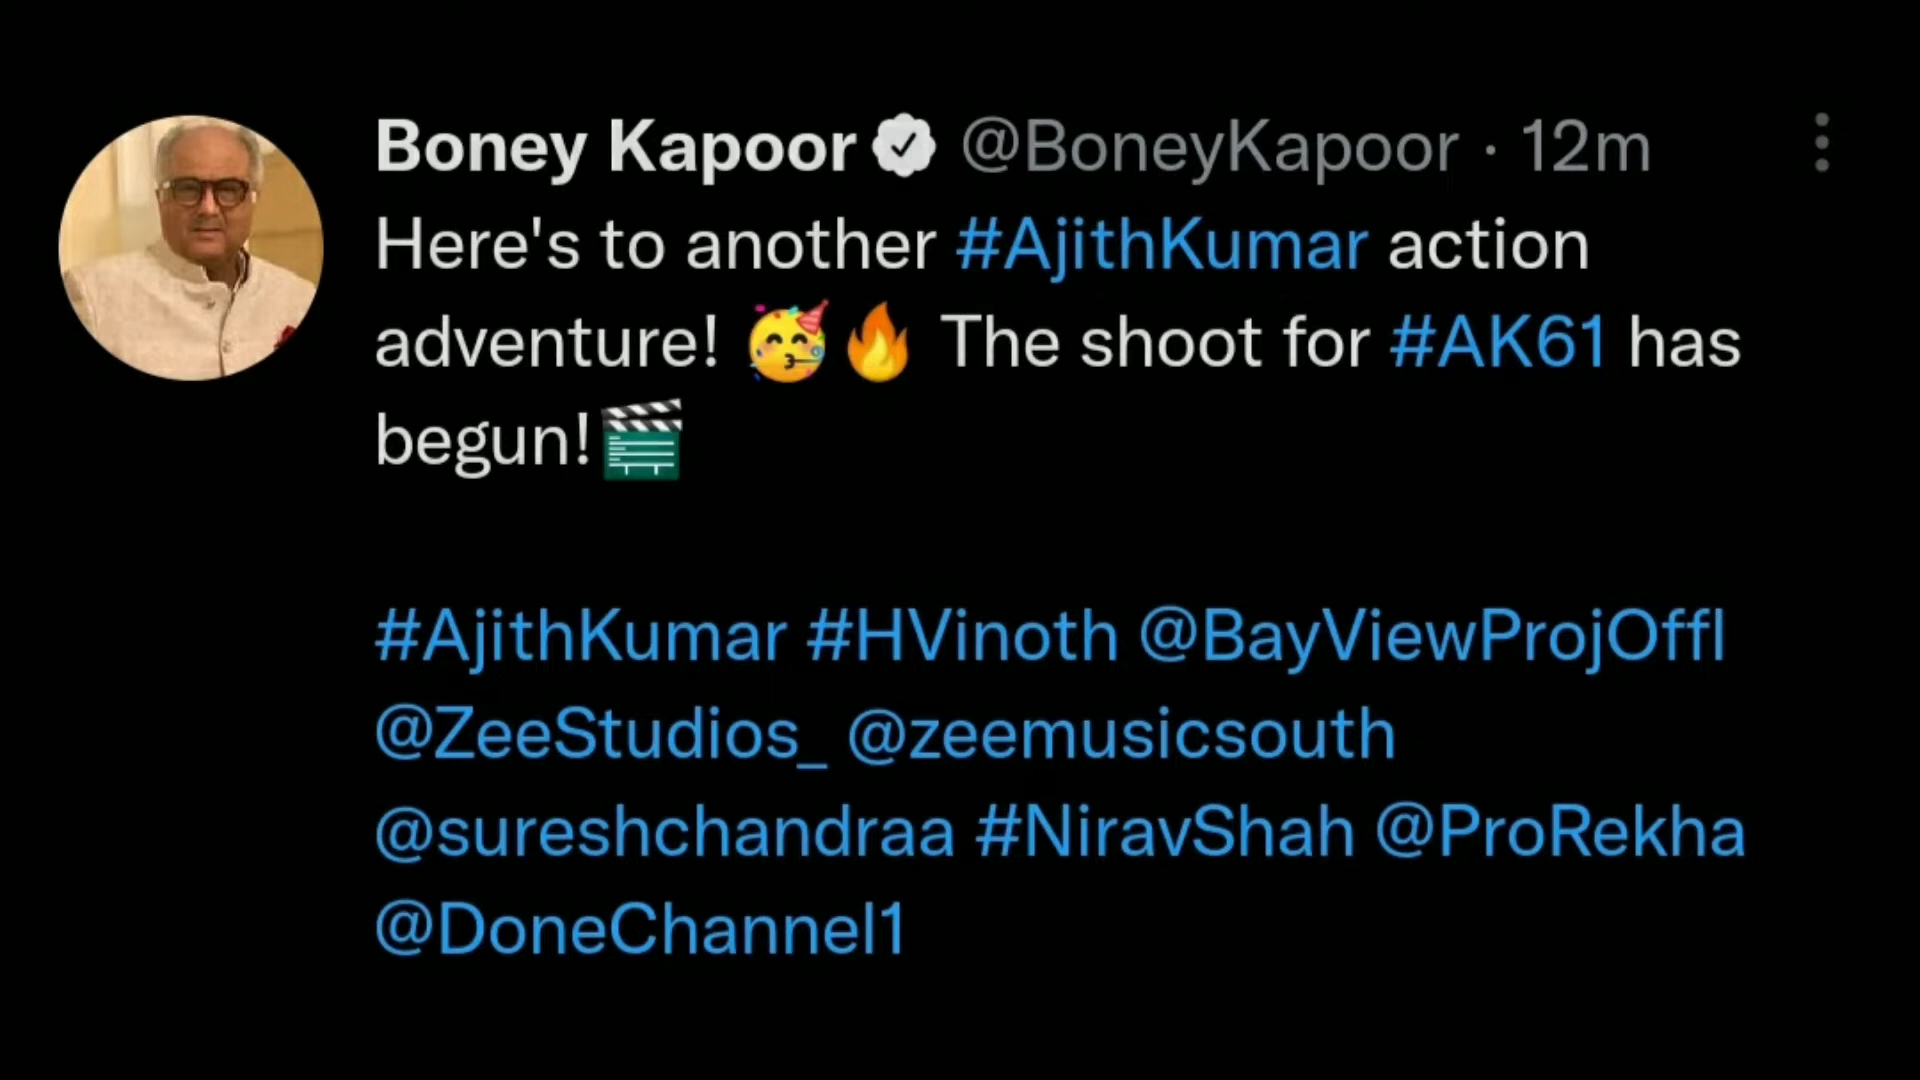 Boney Kapoor @BoneyKapoor · 12m
Here's to another #AjithKumar action
adventure! 🥳🔥 The shoot for #AK61 has
begun!🎬
#AjithKumar #HVinoth @BayViewProjOffl
@ZeeStudios_ @zeemusicsouth
@sureshchandraa #NiravShah @ProRekha
@DoneChannel1